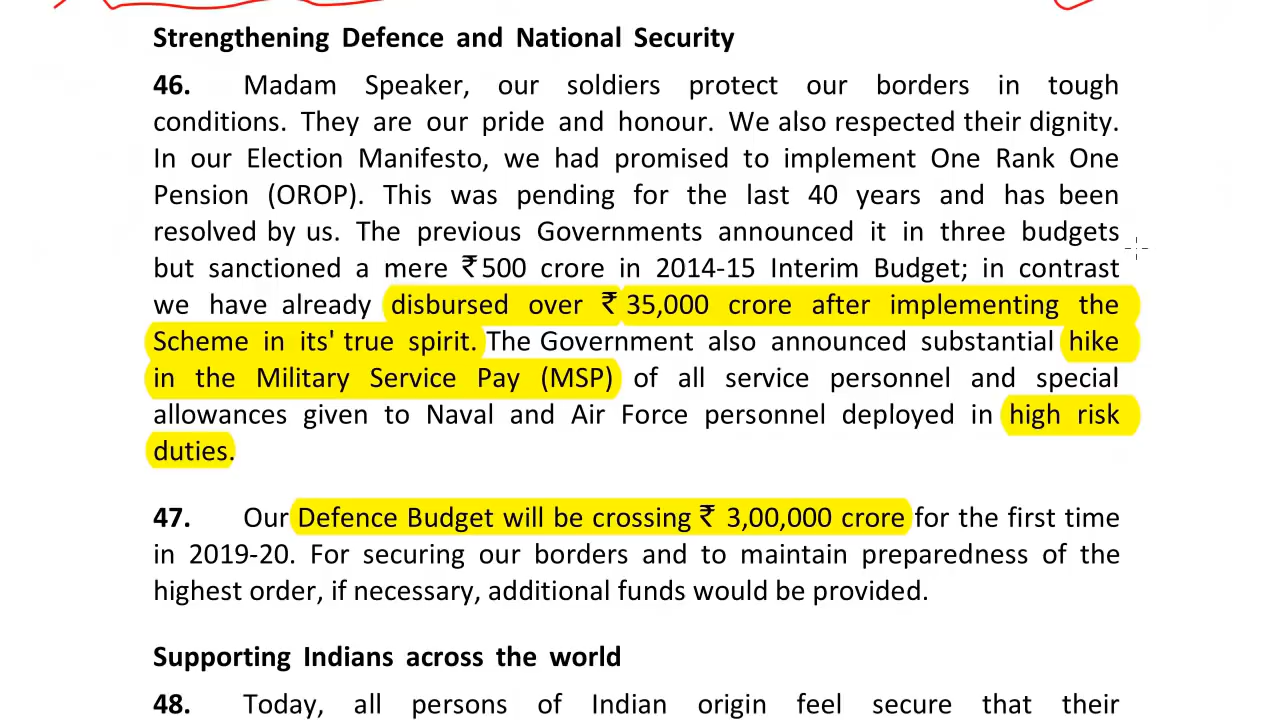 Strengthening Defence and National Security
46. Madam Speaker, our soldiers protect our borders in tough
conditions. They are our pride and honour. We also respected their dignity.
In our Election Manifesto, we had promised to implement One Rank One
Pension (OROP). This was pending for the last 40 years and has been
resolved by us. The previous Governments announced it in three budgets
but sanctioned a mere ₹500 crore in 2014-15 Interim Budget; in contrast
we have already disbursed over ₹ 35,000 crore after implementing the
Scheme in its' true spirit. The Government also announced substantial hike
in the Military Service Pay (MSP) of all service personnel and special
allowances given to Naval and Air Force personnel deployed in high risk
duties.
47. Our Defence Budget will be crossing ₹ 3,00,000 crore for the first time
in 2019-20. For securing our borders and to maintain preparedness of the
highest order, if necessary, additional funds would be provided.
Supporting Indians across the world
48. Today, all persons of Indian origin feel secure that their